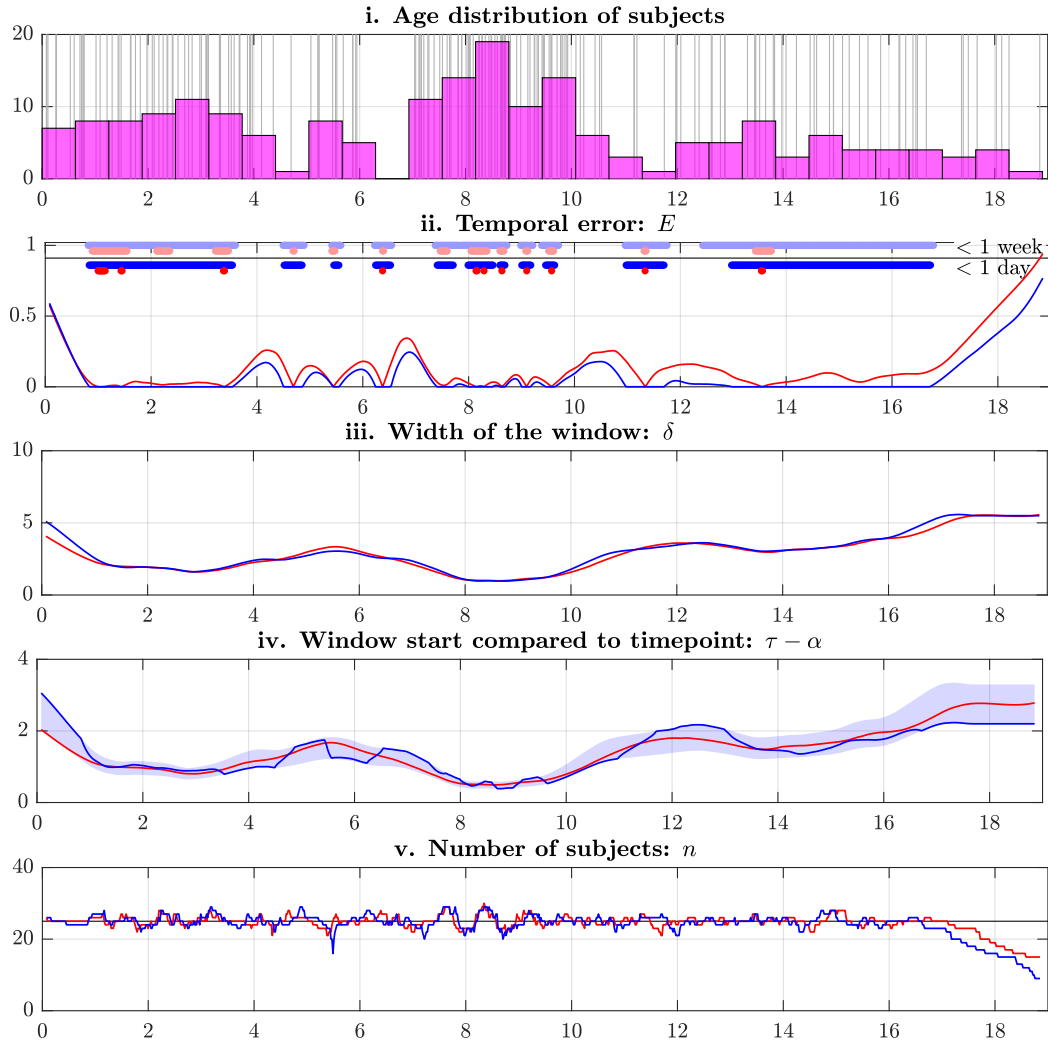 i. Age distribution of subjects
20
10
0
0 2 4 6 8 10 12 14 16 18
ii. Temporal error: E
1
0.5
0
< 1 week
< 1 day
0 2 4 6 8 10 12 14 16 18
iii. Width of the window: δ
10
5
0
0 2 4 6 8 10 12 14 16 18
iv. Window start compared to timepoint: τ − α
4
2
0
0 2 4 6 8 10 12 14 16 18
v. Number of subjects: n
40
20
0
0 2 4 6 8 10 12 14 16 18